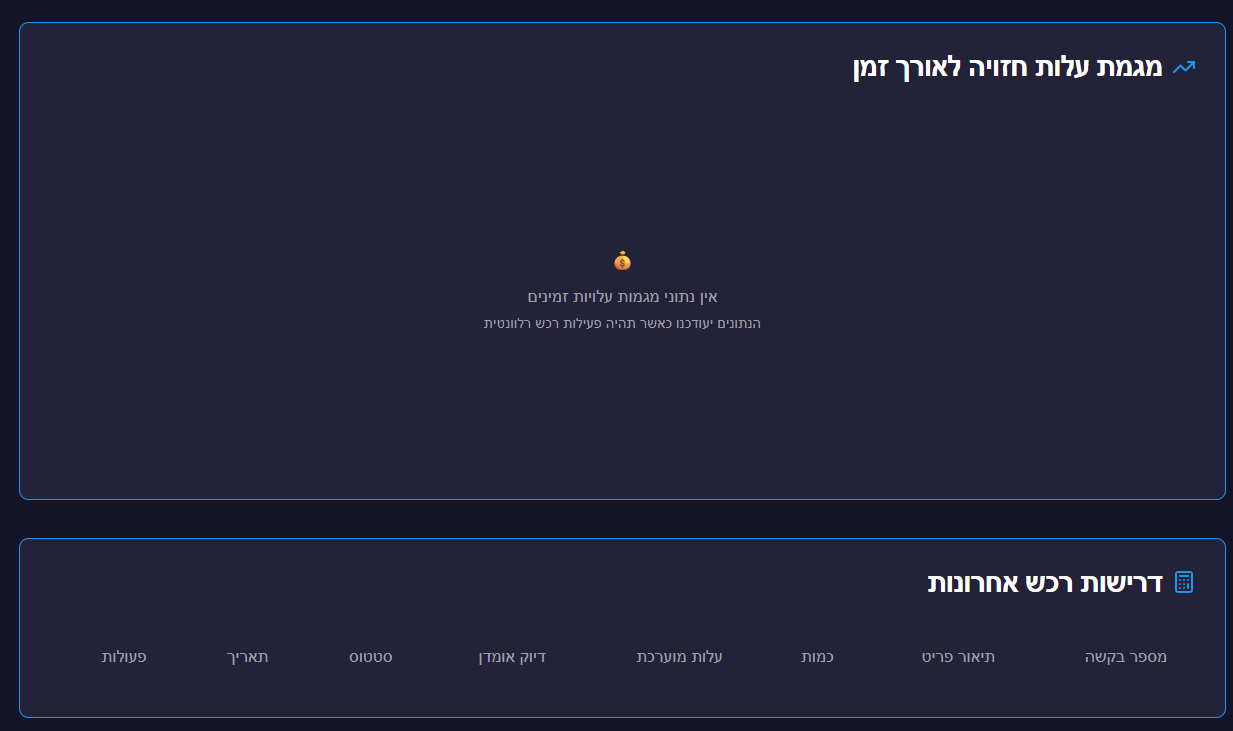 מגמת עלות חזויה לאורך זמן
אין נתוני מגמות עלויות זמינים
הנתונים יעודכנו כאשר תהיה פעילות רכש רלוונטית
דרישות רכש אחרונות
מספר בקשה תיאור פריט כמות עלות מוערכת דיוק אומדן סטטוס תאריך פעולות